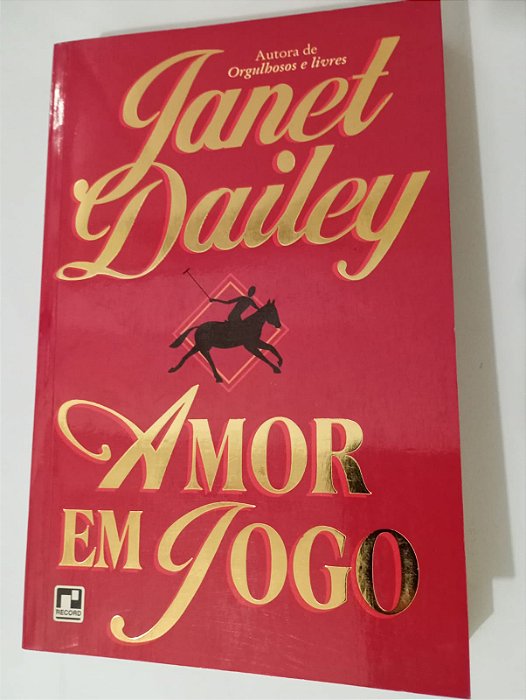 Autora de
Orgulhosos e livres
Janet
Dailey
AMOR
EM JOGO
RECORD